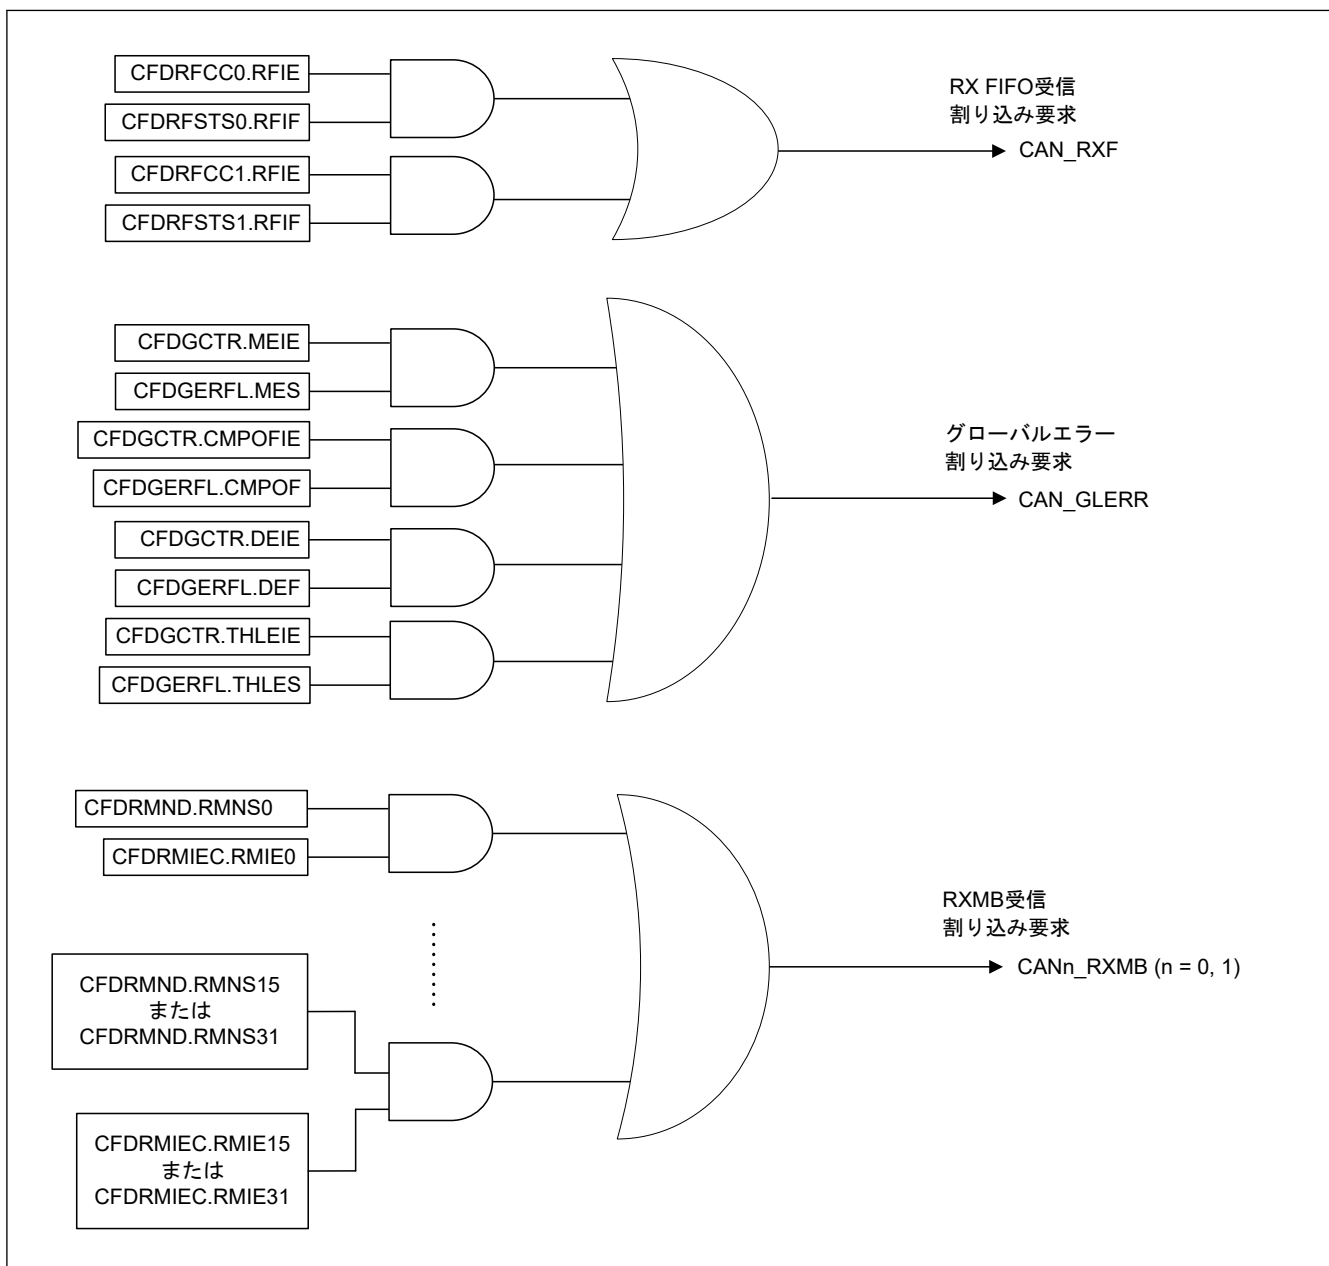 CFDRFCC0.RFIE
CFDRFSTS0.RFIF
CFDRFCC1.RFIE
CFDRFSTS1.RFIF
RX FIFO受信
割り込み要求
CAN_RXF
CFDGCTR.MEIE
CFDGERFL.MES
CFDGCTR.CMPOFIE
CFDGERFL.CMPOF
CFDGCTR.DEIE
CFDGERFL.DEF
CFDGCTR.THLEIE
CFDGERFL.THLES
グローバルエラー
割り込み要求
CAN_GLERR
CFDRMND.RMNS0
CFDRMIEC.RMIE0
CFDRMND.RMNS15
または
CFDRMND.RMNS31
CFDRMIEC.RMIE15
または
CFDRMIEC.RMIE31
RXMB受信
割り込み要求
CANn_RXMB (n = 0, 1)